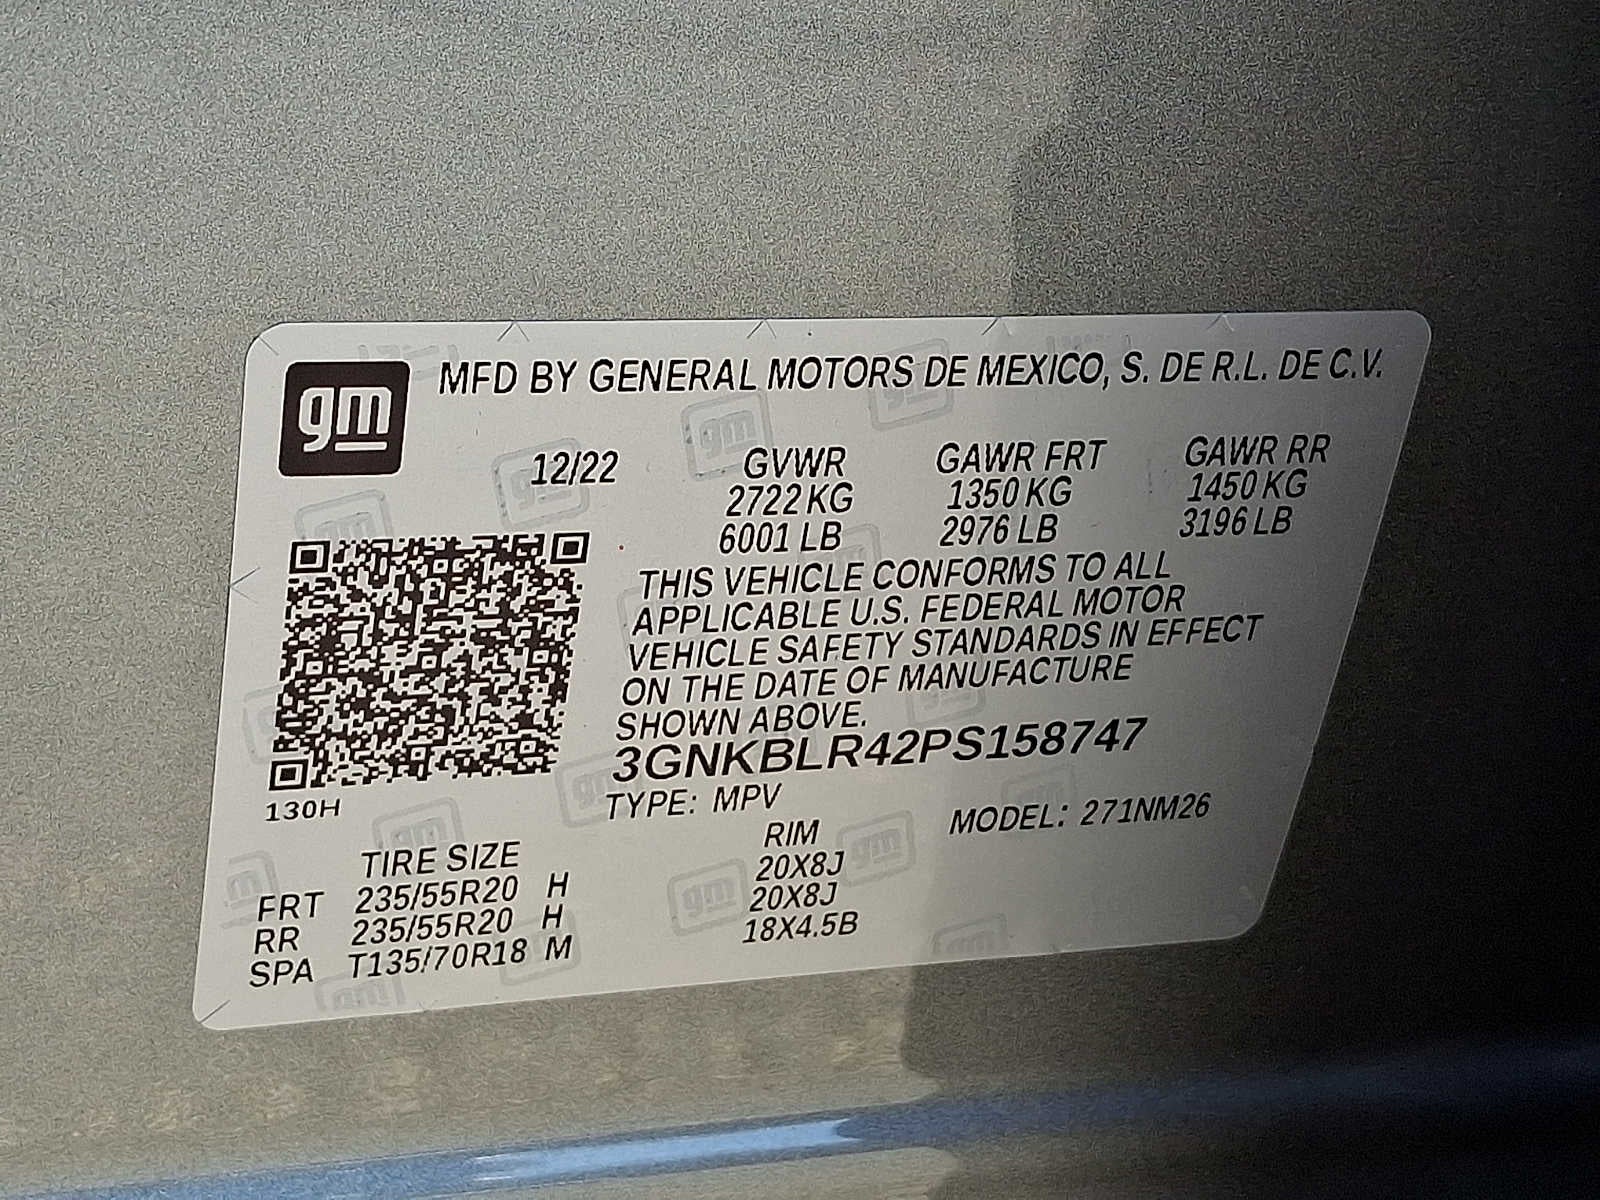 gm
MFD BY GENERAL MOTORS DE MEXICO, S. DE R.L. DE C.V.
12/22 GVWR GAWR FRT GAWR RR
2722 KG 1350 KG 1450 KG
6001 LB 2976 LB 3196 LB
THIS VEHICLE CONFORMS TO ALL
APPLICABLE U.S. FEDERAL MOTOR
VEHICLE SAFETY STANDARDS IN EFFECT
ON THE DATE OF MANUFACTURE
SHOWN ABOVE.
3GNKBLR42PS158747
130H
TYPE: MPV MODEL: 271NM26
TIRE SIZE RIM
FRT 235/55R20 H 20X8J
RR 235/55R20 H 20X8J
SPA T135/70R18 M 18X4.5B